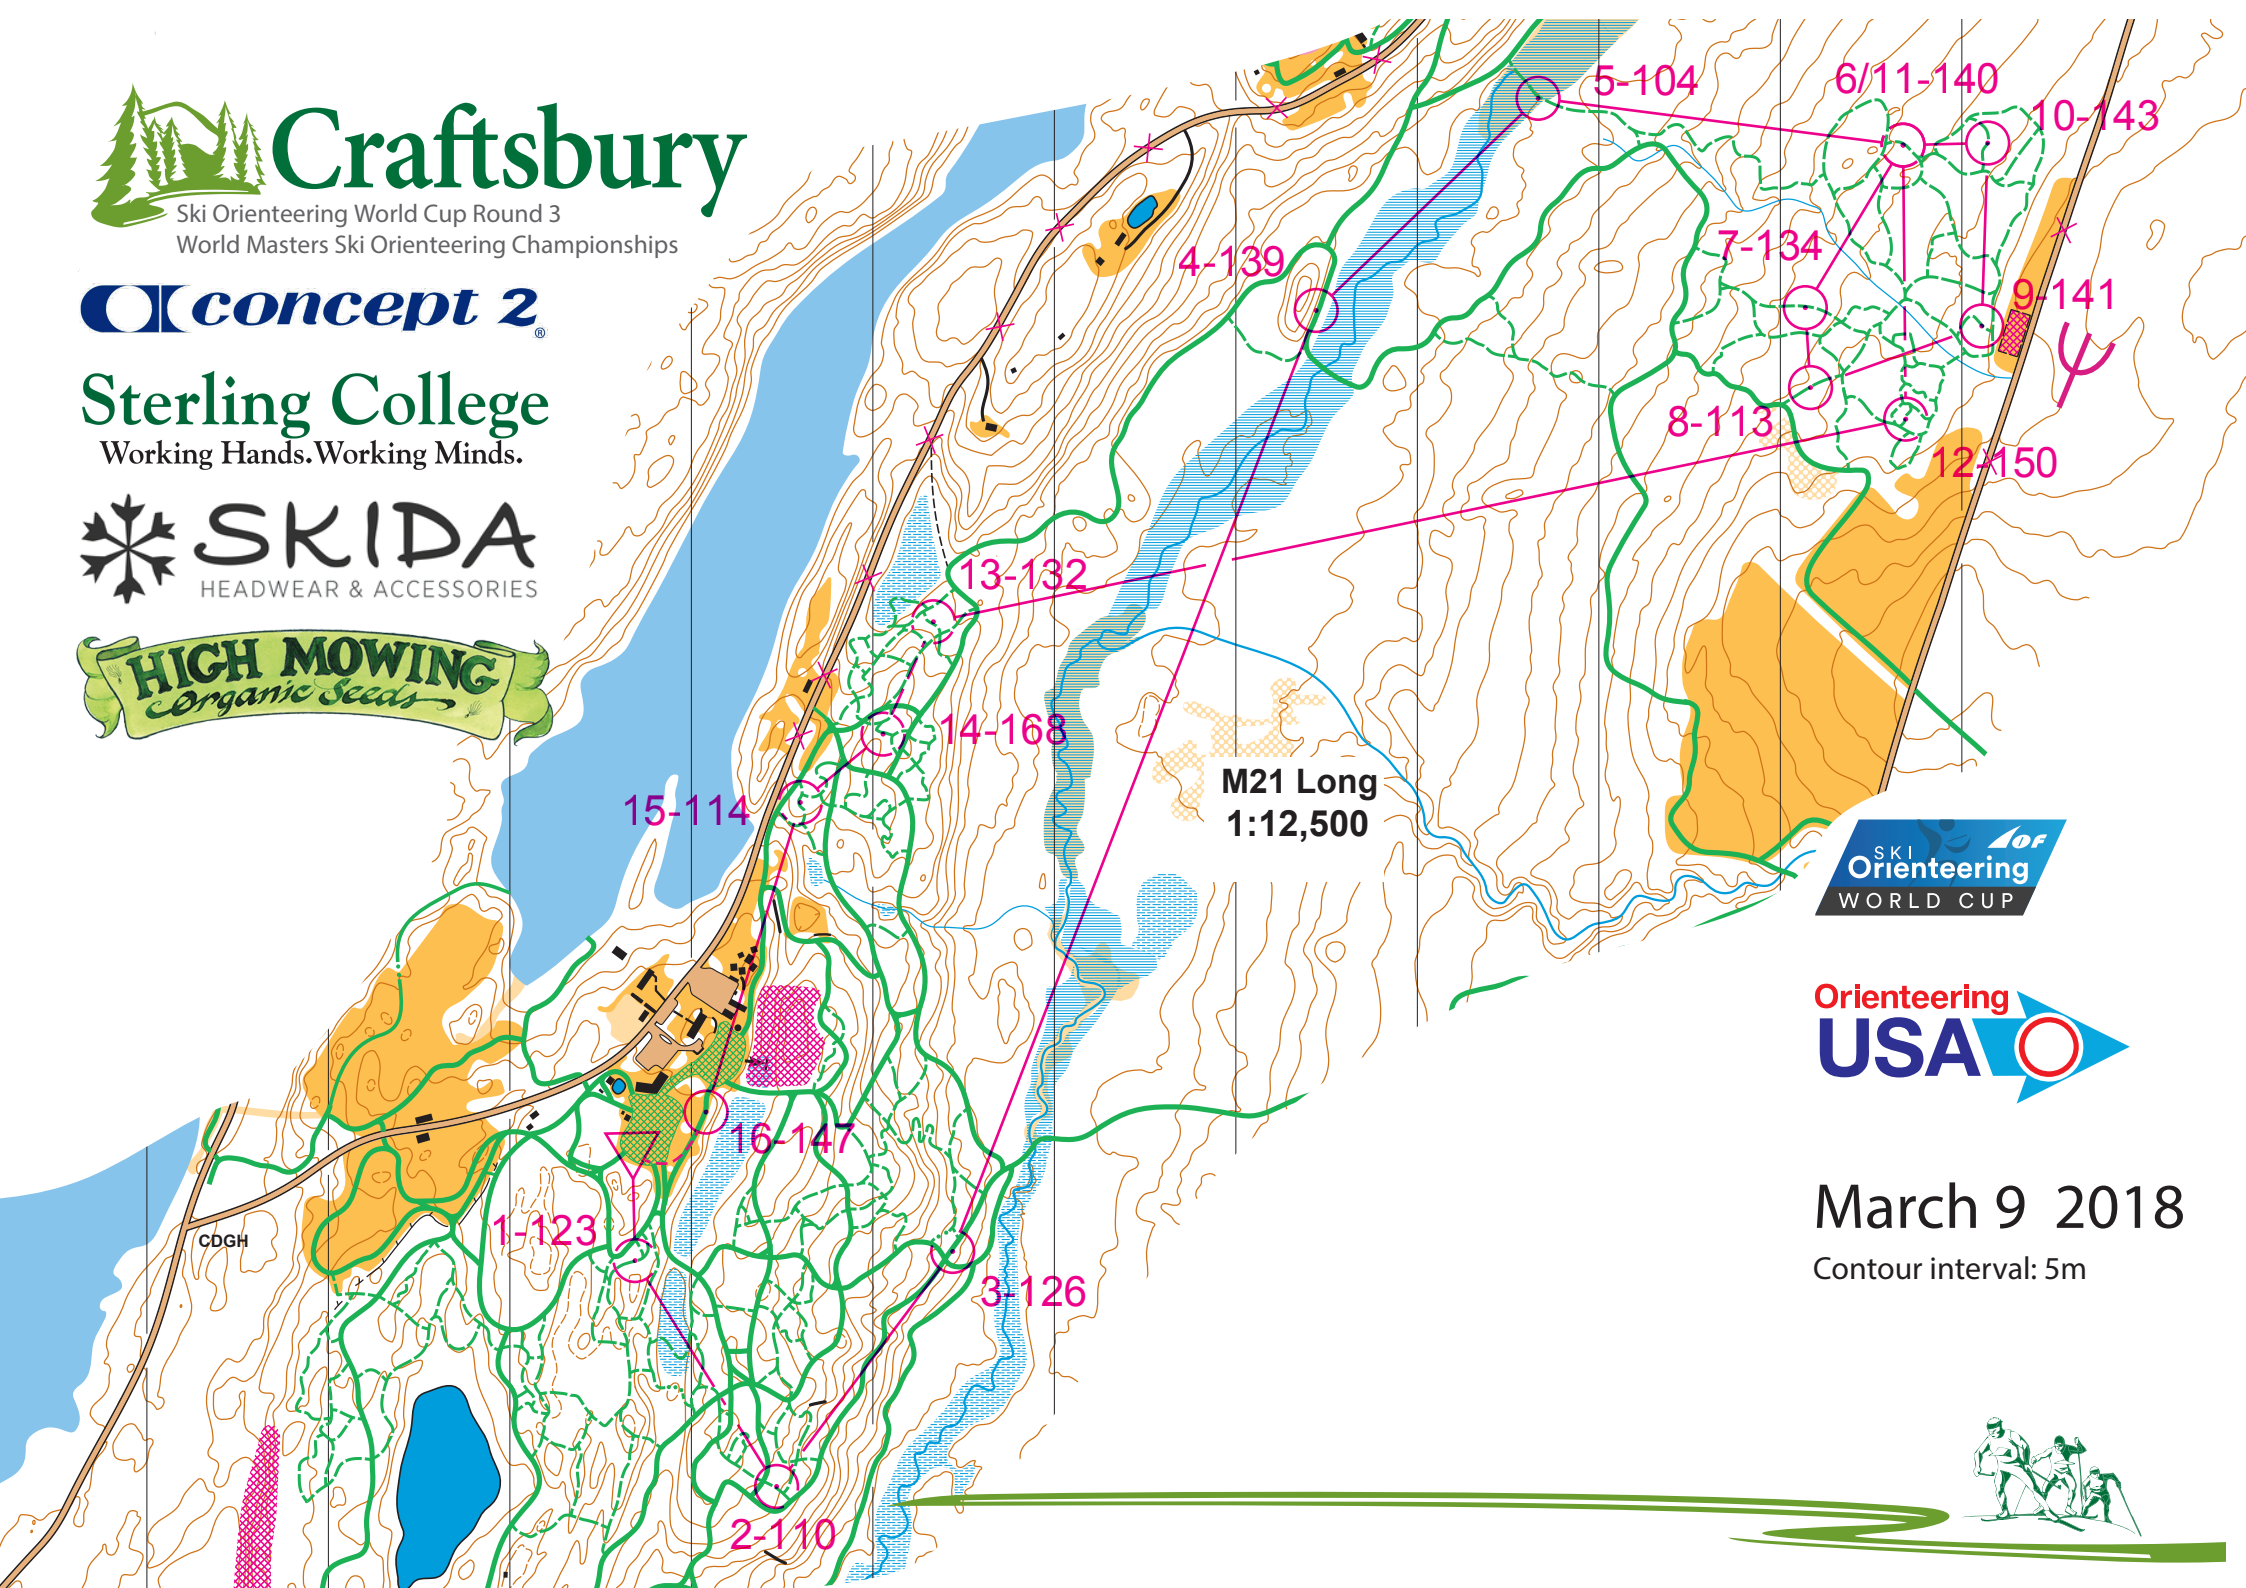 Craftsbury
Ski Orienteering World Cup Round 3
World Masters Ski Orienteering Championships
concept 2®
Sterling College
Working Hands. Working Minds.
SKIDA
HEADWEAR & ACCESSORIES
HIGH MOWING
Organic Seeds
5-104
6/11-140
10-143
4-139
7-134
9-141
8-113
12-150
13-132
14-168
15-114
M21 Long
1:12,500
SKI
Orienteering
WORLD CUP
IOF
Orienteering
USA
16-147
1-123
CDGH
3-126
2-110
March 9 2018
Contour interval: 5m